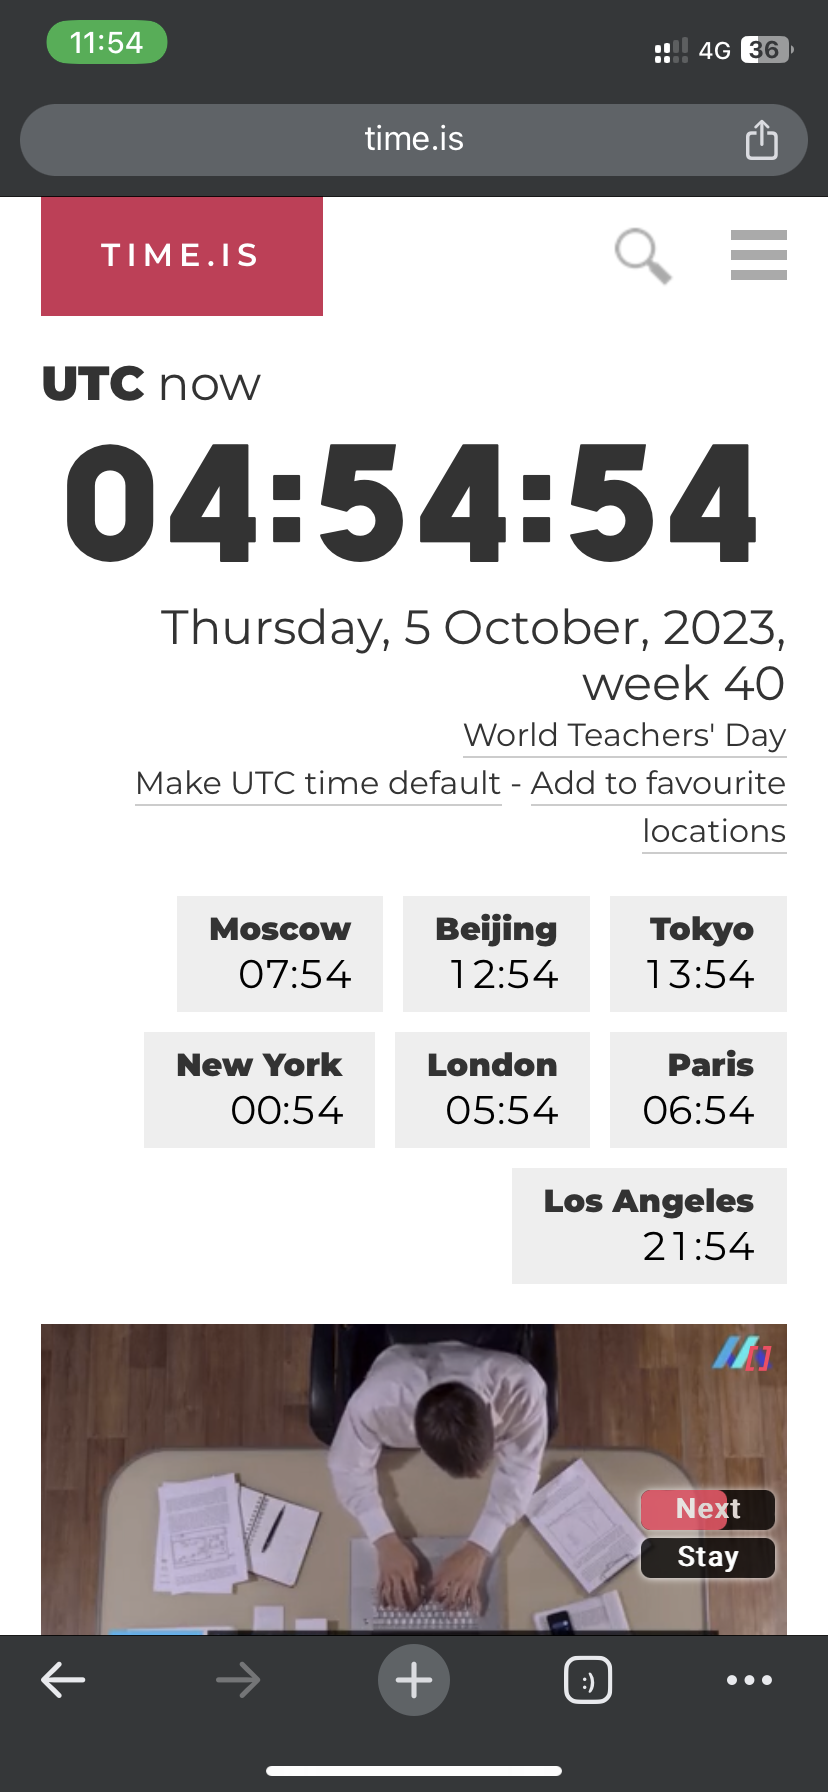 11:54
4G 36
time.is
TIME.IS
UTC now
04:54:54
Thursday, 5 October, 2023,
week 40
World Teachers' Day
Make UTC time default - Add to favourite
locations
Moscow
07:54
Beijing
12:54
Tokyo
13:54
New York
00:54
London
05:54
Paris
06:54
Los Angeles
21:54
Next
Stay
:)